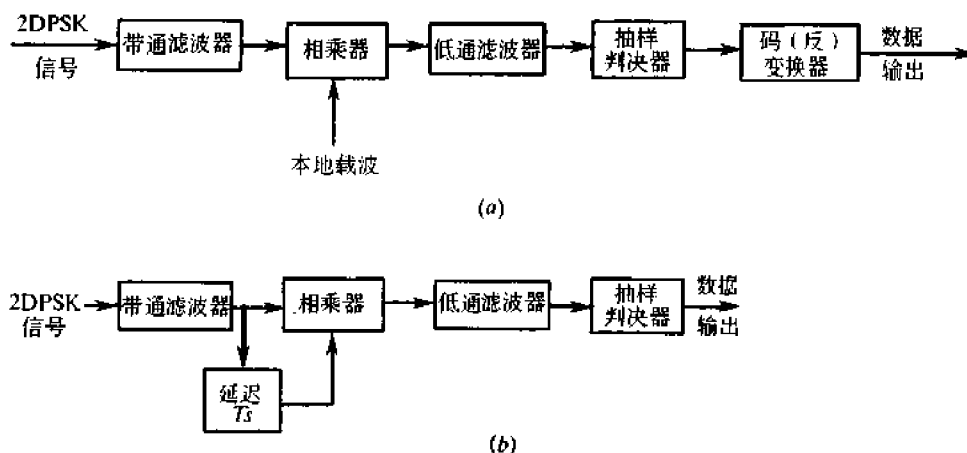 2DPSK
信号
带通滤波器
相乘器
低通滤波器
抽样
判决器
码(反)
变换器
数据
输出
本地载波
(a)
2DPSK
信号
带通滤波器
相乘器
低通滤波器
抽样
判决器
数据
输出
延迟
Ts
(b)